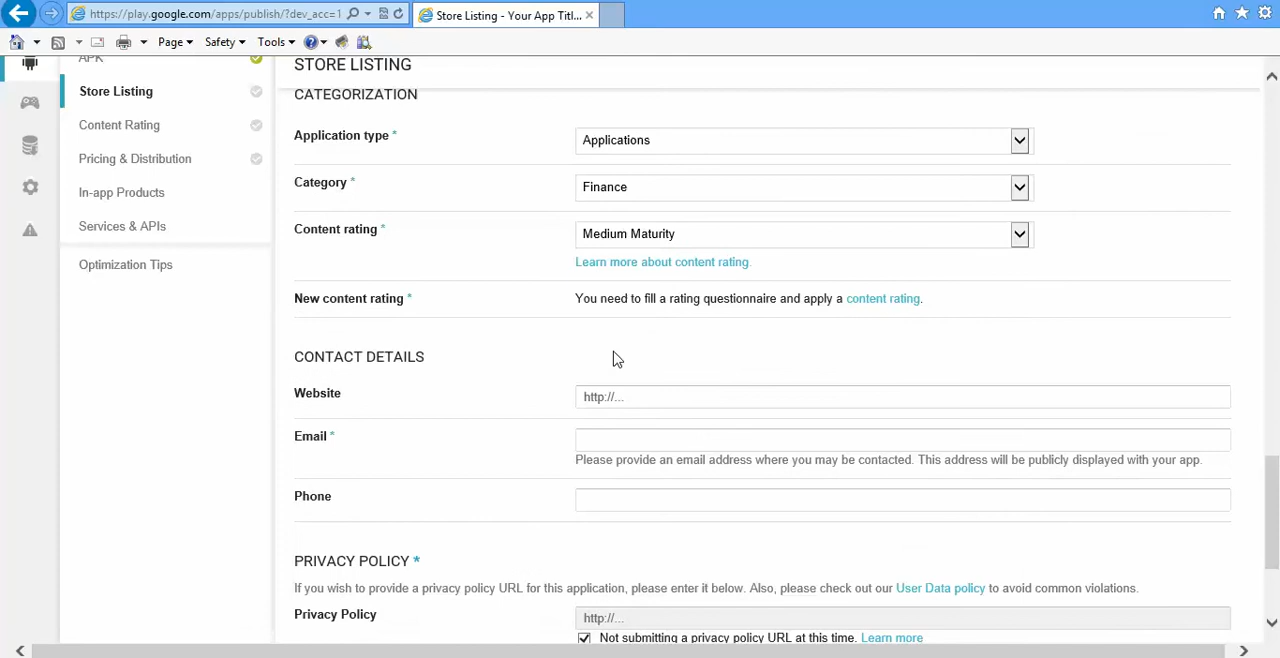 https://play.google.com/apps/publish/?dev_acc=1
Store Listing - Your App Titl...
Page
Safety
Tools
APK
Store Listing
Content Rating
Pricing & Distribution
In-app Products
Services & APIs
Optimization Tips
STORE LISTING
CATEGORIZATION
Application type * Applications
Category * Finance
Content rating * Medium Maturity
Learn more about content rating.
New content rating * You need to fill a rating questionnaire and apply a content rating.
CONTACT DETAILS
Website http://...
Email *
Please provide an email address where you may be contacted. This address will be publicly displayed with your app.
Phone
PRIVACY POLICY *
If you wish to provide a privacy policy URL for this application, please enter it below. Also, please check out our User Data policy to avoid common violations.
Privacy Policy http://...
Not submitting a privacy policy URL at this time. Learn more